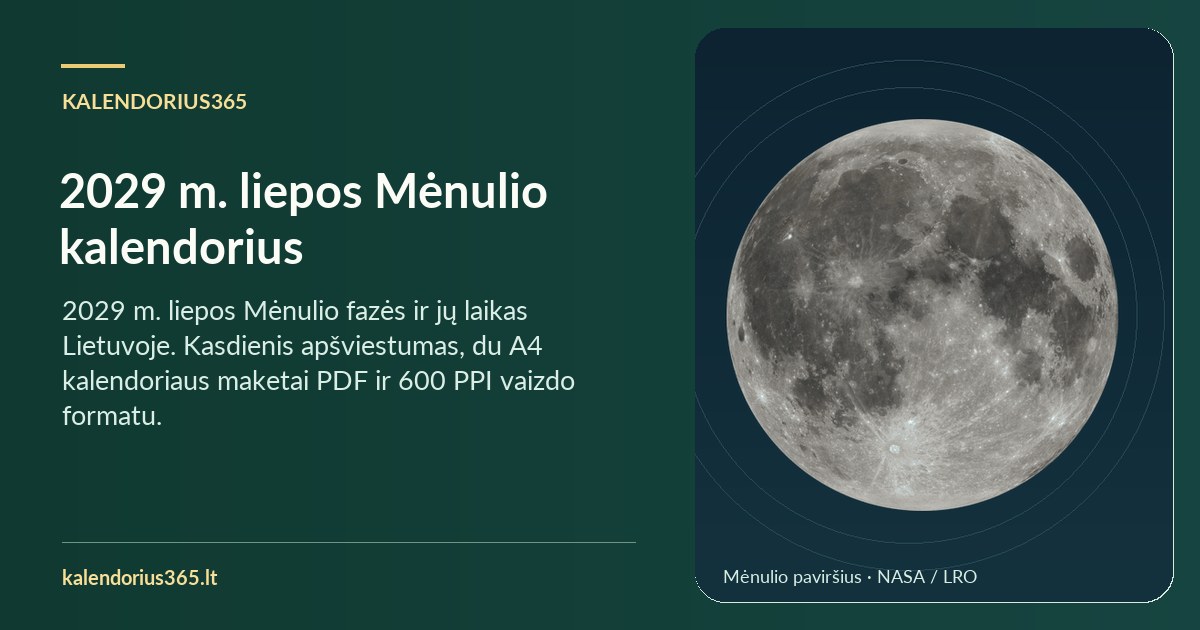 KALENDORIUS365
2029 m. liepos Mėnulio
kalendorius
2029 m. liepos Mėnulio fazės ir jų laikas
Lietuvoje. Kasdienis apšviestumas, du A4
kalendoriaus maketai PDF ir 600 PPI vaizdo
formatu.
kalendorius365.lt
Mėnulio paviršius · NASA / LRO